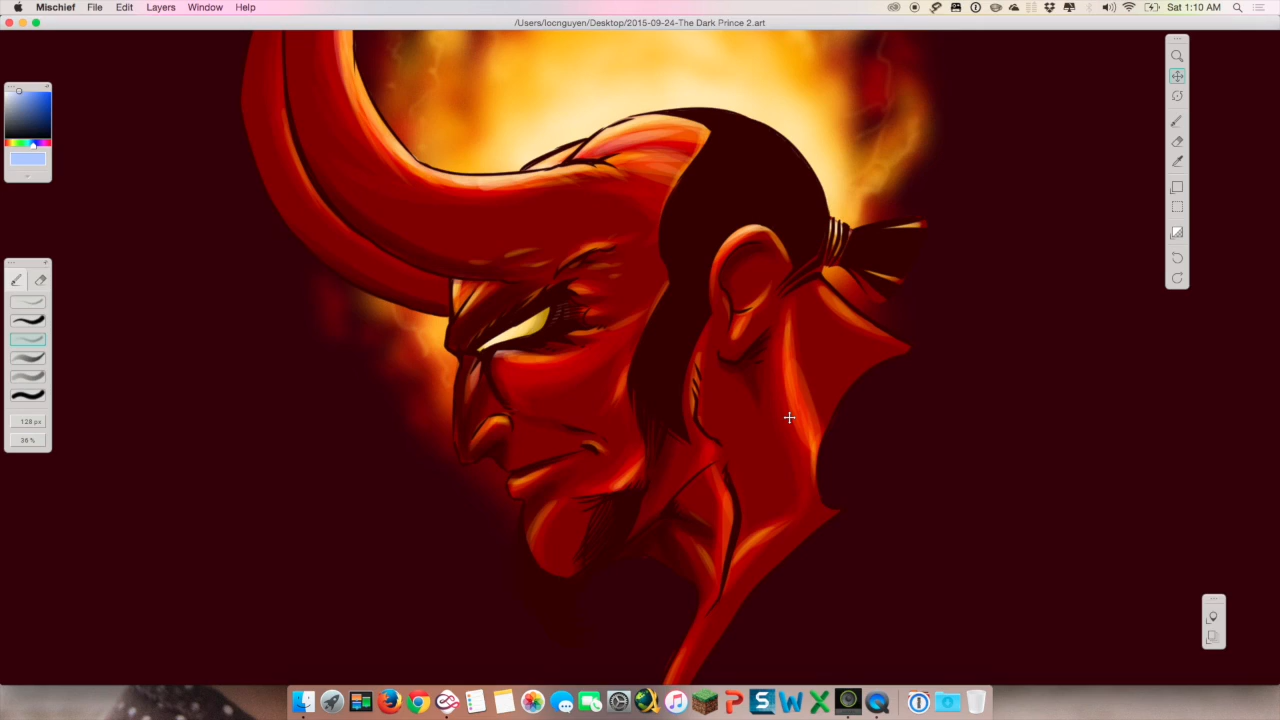 Mischief File Edit Layers Window Help Sat 1:10 AM
/Users/locnguyen/Desktop/2015-09-24-The Dark Prince 2.art
128 px
36 %